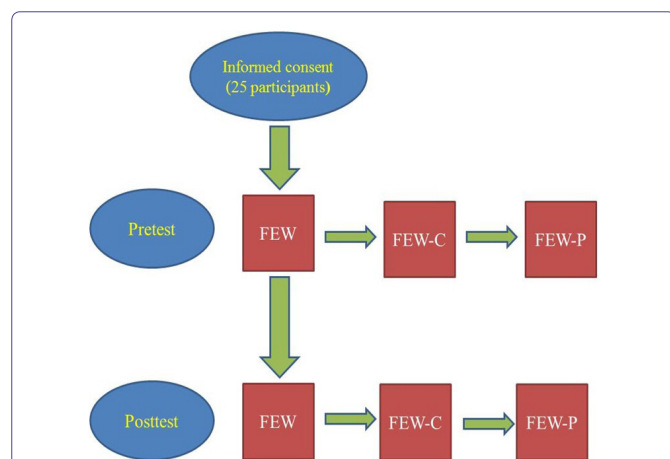 Informed consent
(25 participants)
Pretest
FEW
FEW-C
FEW-P
Posttest
FEW
FEW-C
FEW-P